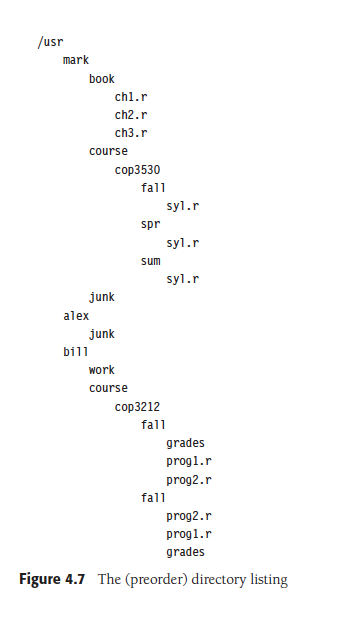 /usr
mark
book
ch1.r
ch2.r
ch3.r
course
cop3530
fall
syl.r
spr
syl.r
sum
syl.r
junk
alex
junk
bill
work
course
cop3212
fall
grades
prog1.r
prog2.r
fall
prog2.r
prog1.r
grades
Figure 4.7 The (preorder) directory listing